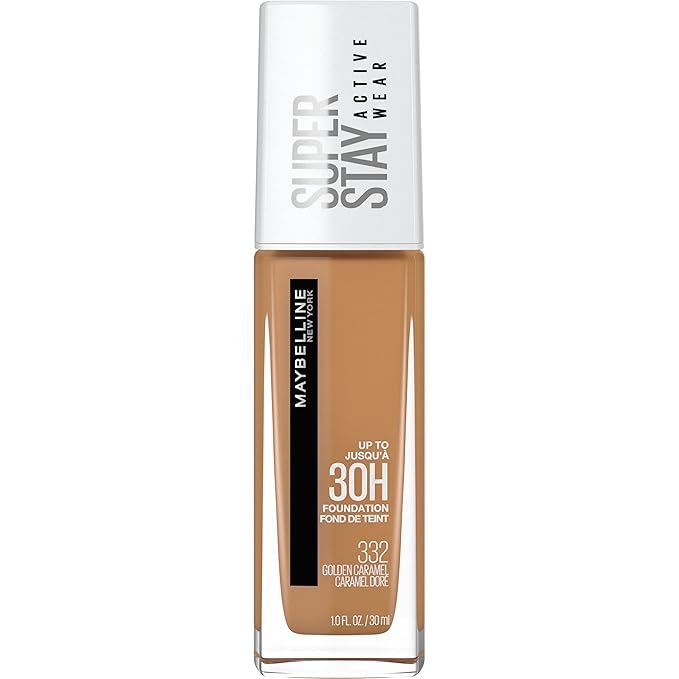 SUPER
STAY
ACTIVE
WEAR
MAYBELLINE
NEW YORK
UP TO
JUSQU'À
30H
FOUNDATION
FOND DE TEINT
332
GOLDEN CARAMEL
CARAMEL DORÉ
1.0 FL. OZ. / 30 ml